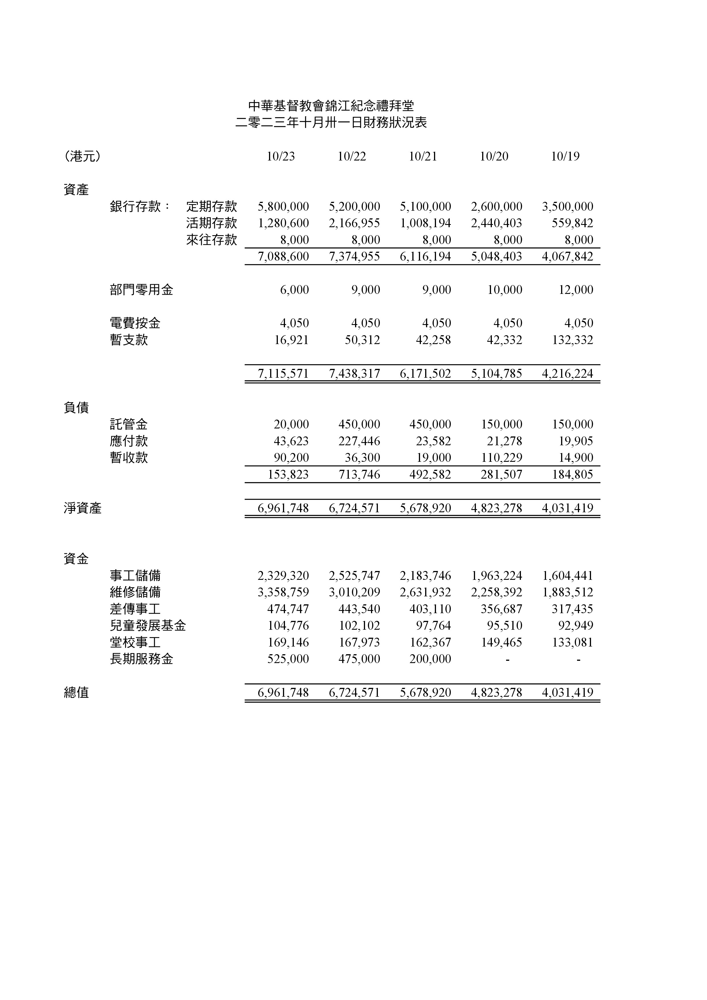 中華基督教會錦江紀念禮拜堂
二零二三年十月卅一日財務狀況表
（港元） 10/23 10/22 10/21 10/20 10/19
資產
銀行存款： 定期存款 5,800,000 5,200,000 5,100,000 2,600,000 3,500,000
活期存款 1,280,600 2,166,955 1,008,194 2,440,403 559,842
來往存款 8,000 8,000 8,000 8,000 8,000
7,088,600 7,374,955 6,116,194 5,048,403 4,067,842
部門零用金 6,000 9,000 9,000 10,000 12,000
電費按金 4,050 4,050 4,050 4,050 4,050
暫支款 16,921 50,312 42,258 42,332 132,332
7,115,571 7,438,317 6,171,502 5,104,785 4,216,224
負債
託管金 20,000 450,000 450,000 150,000 150,000
應付款 43,623 227,446 23,582 21,278 19,905
暫收款 90,200 36,300 19,000 110,229 14,900
153,823 713,746 492,582 281,507 184,805
淨資產 6,961,748 6,724,571 5,678,920 4,823,278 4,031,419
資金
事工儲備 2,329,320 2,525,747 2,183,746 1,963,224 1,604,441
維修儲備 3,358,759 3,010,209 2,631,932 2,258,392 1,883,512
差傳事工 474,747 443,540 403,110 356,687 317,435
兒童發展基金 104,776 102,102 97,764 95,510 92,949
堂校事工 169,146 167,973 162,367 149,465 133,081
長期服務金 525,000 475,000 200,000 - -
總值 6,961,748 6,724,571 5,678,920 4,823,278 4,031,419